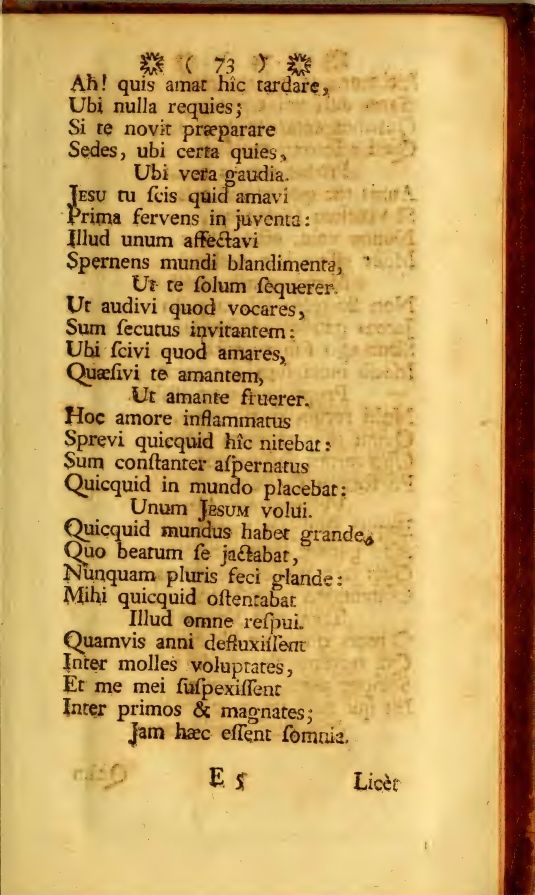 ( 73 )
Ah! quis amat hîc tardare,
Ubi nulla requies;
Si te novit præparare
Sedes, ubi certa quies,
Ubi vera gaudia.
JESU tu ſcis quid amavi
Prima fervens in juventa:
Illud unum affectavi
Spernens mundi blandimenta,
Ut te ſolum ſequerer.
Ut audivi quod vocares,
Sum ſecutus invitantem:
Ubi ſcivi quod amares,
Quæſivi te amantem,
Ut amante fruerer.
Hoc amore inflammatus
Sprevi quicquid hîc nitebat:
Sum conſtanter aſpernatus
Quicquid in mundo placebat:
Unum JESUM volui.
Quicquid mundus habet grande,
Quo beatum ſe jactabat,
Nunquam pluris feci glande:
Mihi quicquid oſtentabat
Illud omne reſpui.
Quamvis anni defluxiſſent
Inter molles voluptates,
Et me mei ſuſpexiſſent
Inter primos & magnates;
Jam hæc eſſent ſomnia.
E 5 Licèt